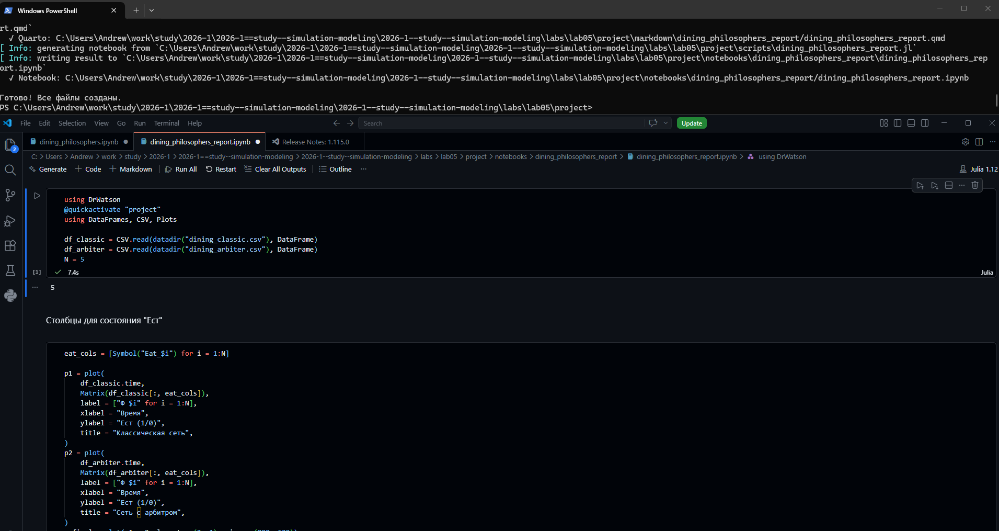 Windows PowerShell
rt.qmd`
✓ Quarto: C:\Users\Andrew\work\study\2026-1\2026-1==study--simulation-modeling\2026-1--study--simulation-modeling\labs\lab05\project\markdown\dining_philosophers_report/dining_philosophers_report.qmd
[ Info: generating notebook from `C:\Users\Andrew\work\study\2026-1\2026-1==study--simulation-modeling\2026-1--study--simulation-modeling\labs\lab05\project\scripts\dining_philosophers_report.jl`
[ Info: writing result to `C:\Users\Andrew\work\study\2026-1\2026-1==study--simulation-modeling\2026-1--study--simulation-modeling\labs\lab05\project\notebooks\dining_philosophers_report\dining_philosophers_rep
ort.ipynb`
✓ Notebook: C:\Users\Andrew\work\study\2026-1\2026-1==study--simulation-modeling\2026-1--study--simulation-modeling\labs\lab05\project\notebooks\dining_philosophers_report/dining_philosophers_report.ipynb
Готово! Все файлы созданы.
PS C:\Users\Andrew\work\study\2026-1\2026-1==study--simulation-modeling\2026-1--study--simulation-modeling\labs\lab05\project>
File Edit Selection View Go Run Terminal Help Search Update
2
dining_philosophers.ipynb dining_philosophers_report.ipynb Release Notes: 1.115.0
C: > Users > Andrew > work > study > 2026-1 > 2026-1==study--simulation-modeling > 2026-1--study--simulation-modeling > labs > lab05 > project > notebooks > dining_philosophers_report > dining_philosophers_report.ipynb > using DrWatson
Generate + Code + Markdown Run All Restart Clear All Outputs Outline ... Julia 1.12
using DrWatson
@quickactivate "project"
using DataFrames, CSV, Plots
df_classic = CSV.read(datadir("dining_classic.csv"), DataFrame)
df_arbiter = CSV.read(datadir("dining_arbiter.csv"), DataFrame)
N = 5
[1] ✓ 7.4s Julia
... 5
Столбцы для состояния "Ест"
eat_cols = [Symbol("Eat_$i") for i = 1:N]
p1 = plot(
df_classic.time,
Matrix(df_classic[:, eat_cols]),
label = ["Ф $i" for i = 1:N],
xlabel = "Время",
ylabel = "Ест (1/0)",
title = "Классическая сеть",
)
p2 = plot(
df_arbiter.time,
Matrix(df_arbiter[:, eat_cols]),
label = ["Ф $i" for i = 1:N],
xlabel = "Время",
ylabel = "Ест (1/0)",
title = "Сеть с арбитром",
)